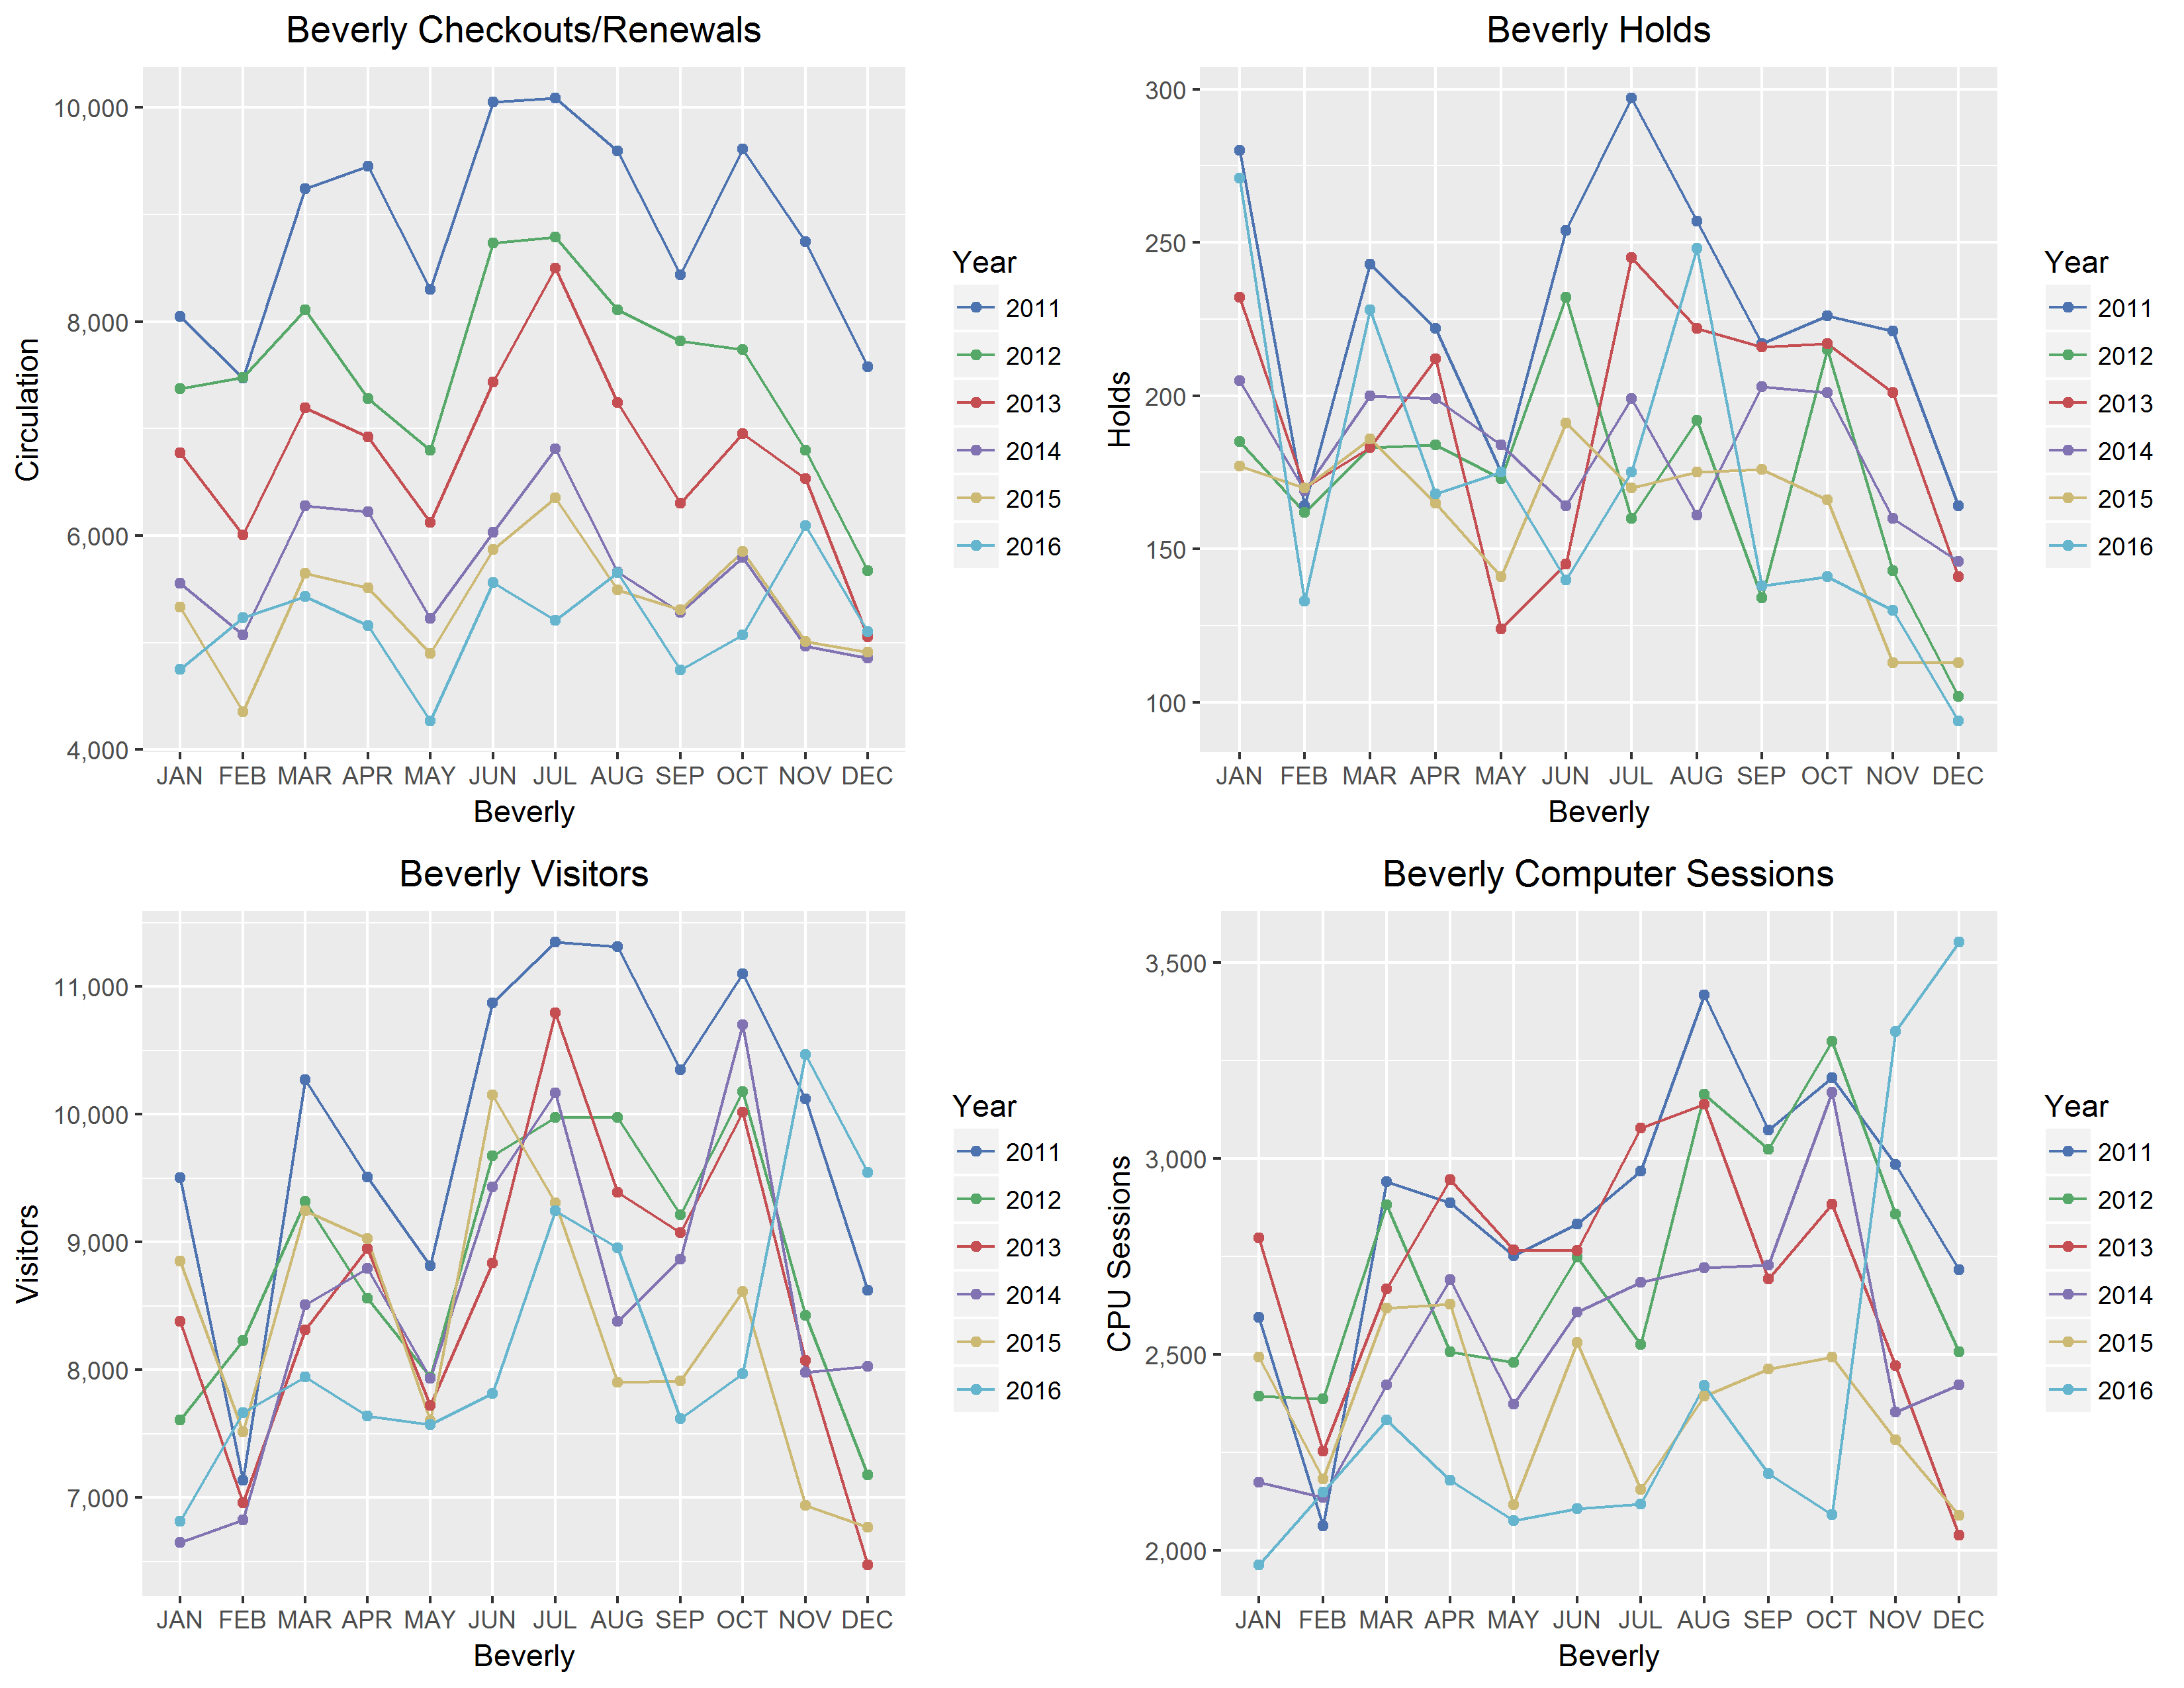 Beverly Checkouts/Renewals
Circulation
10,000
8,000
6,000
4,000
JAN FEB MAR APR MAY JUN JUL AUG SEP OCT NOV DEC
Beverly
Year
2011
2012
2013
2014
2015
2016
Beverly Holds
Holds
300
250
200
150
100
JAN FEB MAR APR MAY JUN JUL AUG SEP OCT NOV DEC
Beverly
Year
2011
2012
2013
2014
2015
2016
Beverly Visitors
Visitors
11,000
10,000
9,000
8,000
7,000
JAN FEB MAR APR MAY JUN JUL AUG SEP OCT NOV DEC
Beverly
Year
2011
2012
2013
2014
2015
2016
Beverly Computer Sessions
CPU Sessions
3,500
3,000
2,500
2,000
JAN FEB MAR APR MAY JUN JUL AUG SEP OCT NOV DEC
Beverly
Year
2011
2012
2013
2014
2015
2016